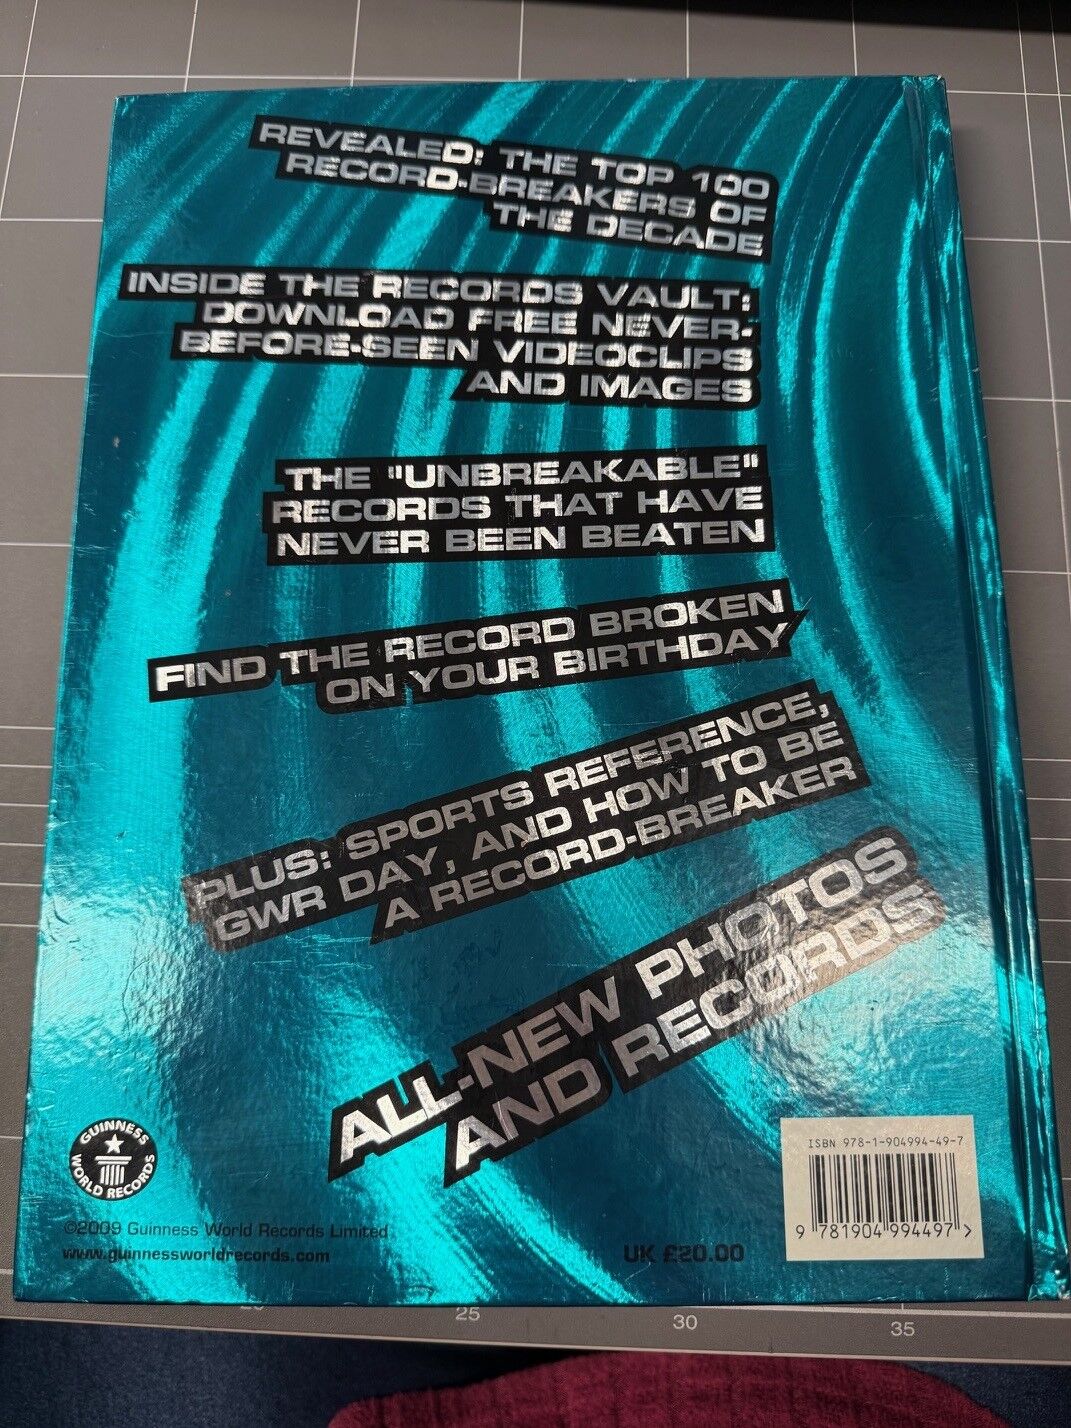 REVEALED: THE TOP 100
RECORD-BREAKERS OF
THE DECADE
INSIDE THE RECORDS VAULT:
DOWNLOAD FREE NEVER-
BEFORE-SEEN VIDEOCLIPS
AND IMAGES
THE "UNBREAKABLE"
RECORDS THAT HAVE
NEVER BEEN BEATEN
FIND THE RECORD BROKEN
ON YOUR BIRTHDAY
PLUS: SPORTS REFERENCE,
GWR DAY, AND HOW TO BE
A RECORD-BREAKER
ALL-NEW PHOTOS
AND RECORDS
GUINNESS
WORLD RECORDS
©2009 Guinness World Records Limited
www.guinnessworldrecords.com
UK £20.00
ISBN 978-1-904994-49-7
9 781904 994497 >
20 25 30 35